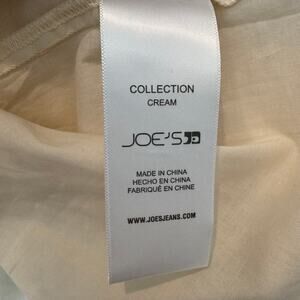 COLLECTION
CREAM
JOE'S
MADE IN CHINA
HECHO EN CHINA
FABRIQUÉ EN CHINE
WWW.JOESJEANS.COM